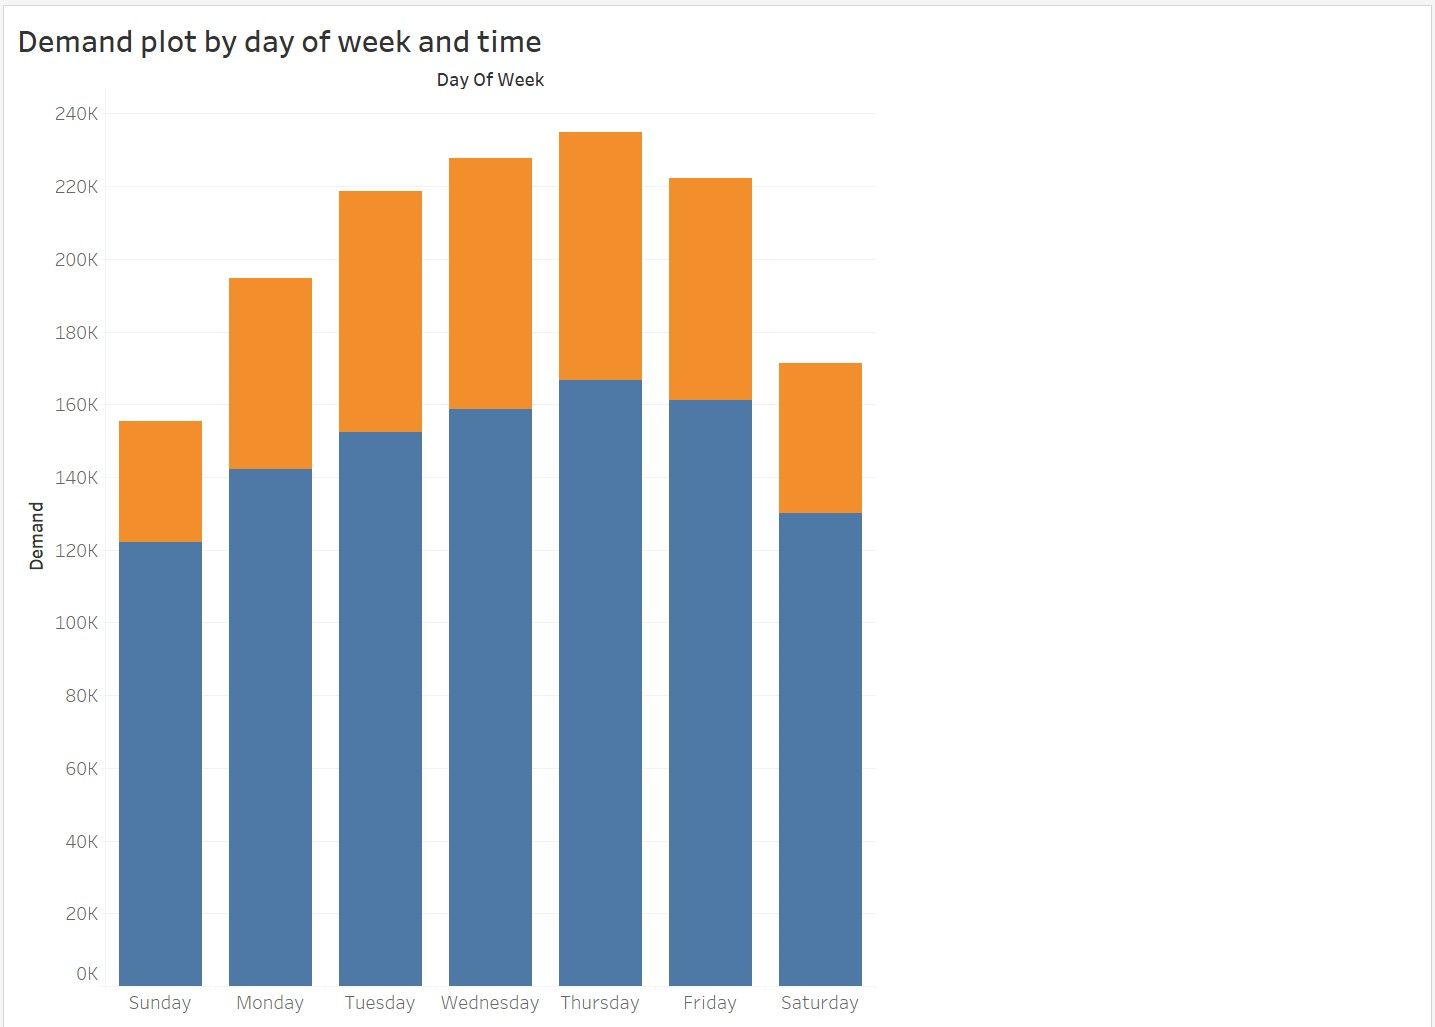 Demand plot by day of week and time
Day Of Week
240K
220K
200K
180K
160K
140K
120K
100K
80K
60K
40K
20K
0K
Demand
Sunday Monday Tuesday Wednesday Thursday Friday Saturday